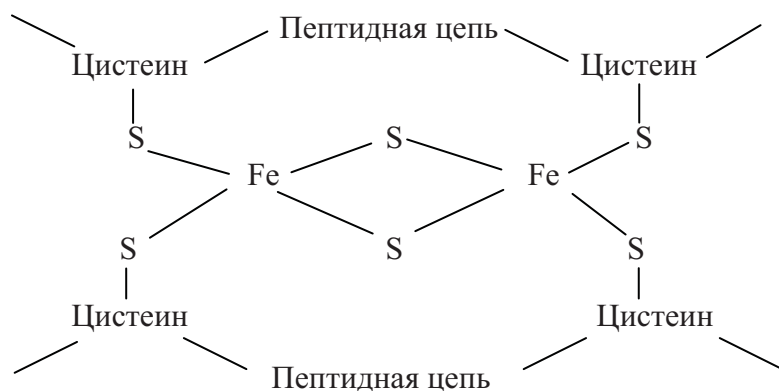 Пептидная цепь
Цистеин Цистеин
S S S
Fe Fe
S S S
Цистеин Цистеин
Пептидная цепь